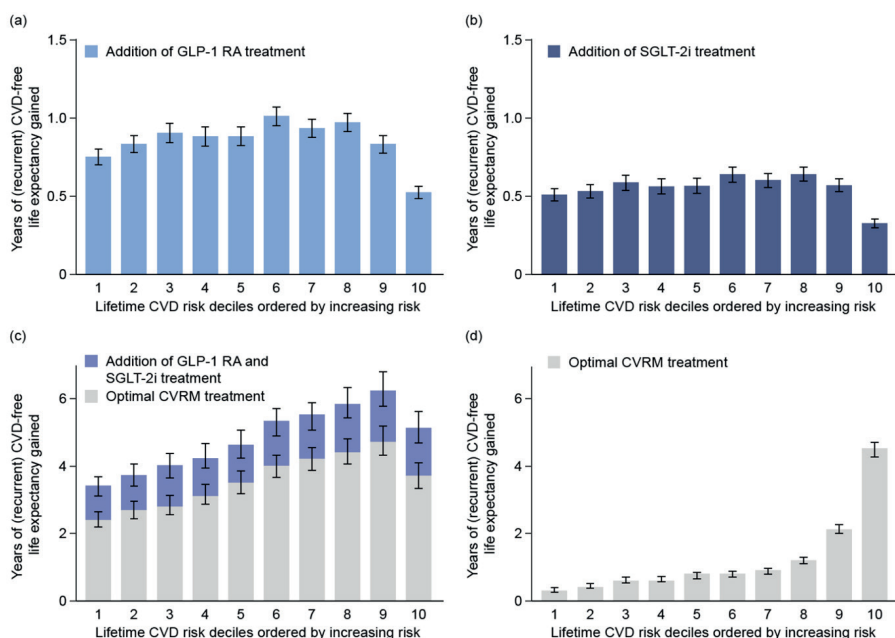 (a)
1.5
1.0
0.5
0
Years of (recurrent) CVD-free
life expectancy gained
Addition of GLP-1 RA treatment
1 2 3 4 5 6 7 8 9 10
Lifetime CVD risk deciles ordered by increasing risk
(b)
1.5
1.0
0.5
0
Years of (recurrent) CVD-free
life expectancy gained
Addition of SGLT-2i treatment
1 2 3 4 5 6 7 8 9 10
Lifetime CVD risk deciles ordered by increasing risk
(c)
6
4
2
0
Years of (recurrent) CVD-free
life expectancy gained
Addition of GLP-1 RA and
SGLT-2i treatment
Optimal CVRM treatment
1 2 3 4 5 6 7 8 9 10
Lifetime CVD risk deciles ordered by increasing risk
(d)
6
4
2
0
Years of (recurrent) CVD-free
life expectancy gained
Optimal CVRM treatment
1 2 3 4 5 6 7 8 9 10
Lifetime CVD risk deciles ordered by increasing risk